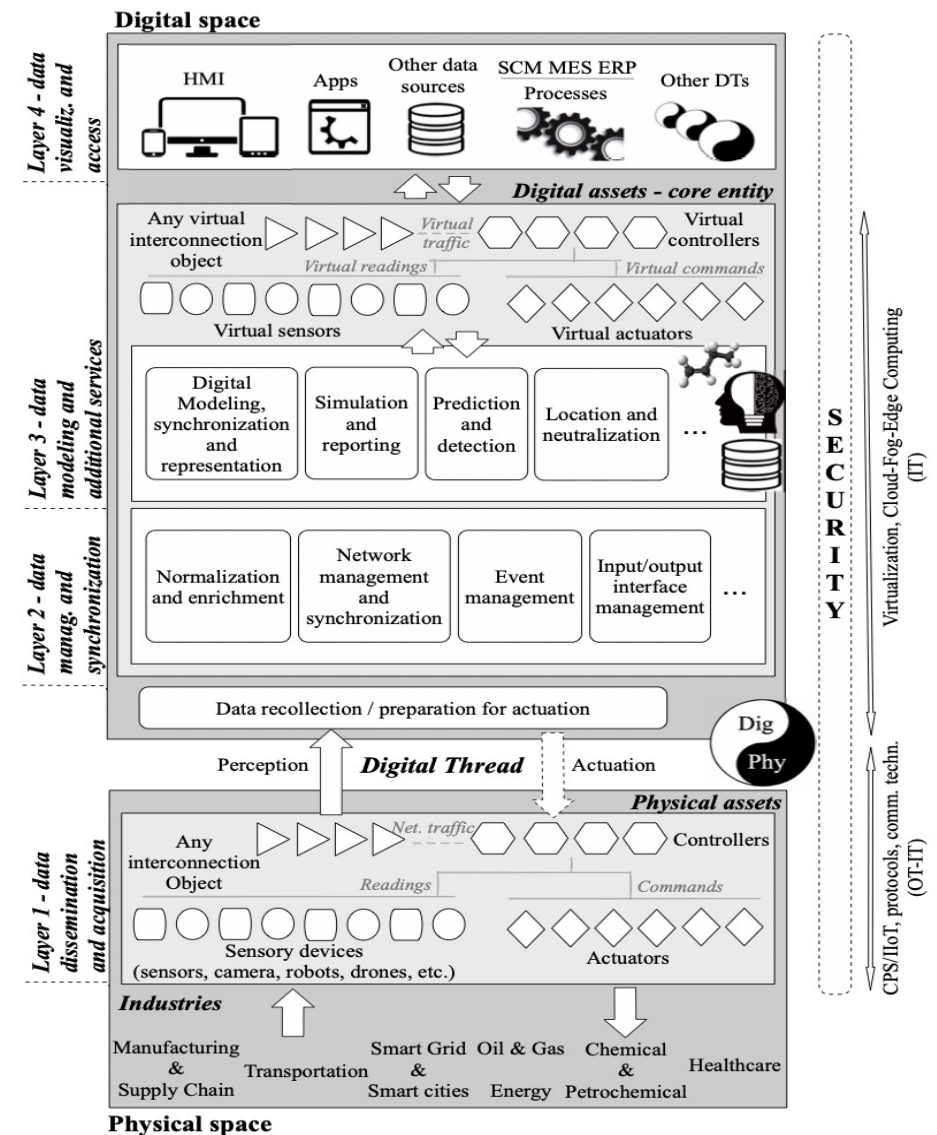 Digital space
Layer 4 - data
visualiz. and
access
HMI
Apps
Other data
sources
SCM MES ERP
Processes
Other DTs
Digital assets - core entity
Any virtual
interconnection
object
Virtual
traffic
Virtual
controllers
Virtual readings
Virtual commands
Virtual sensors
Virtual actuators
Layer 3 - data
modeling and
additional services
Digital
Modeling,
synchronization
and
representation
Simulation
and
reporting
Prediction
and
detection
Location and
neutralization
...
Layer 2 - data
manag. and
synchronization
Normalization
and enrichment
Network
management
and
synchronization
Event
management
Input/output
interface
management
...
Data recollection / preparation for actuation
Dig
Phy
Perception
Digital Thread
Actuation
Physical assets
Layer 1 - data
dissemination
and acquisition
Any
interconnection
Object
Net. traffic
Controllers
Readings
Commands
Sensory devices
(sensors, camera, robots, drones, etc.)
Actuators
Industries
Manufacturing
&
Supply Chain
Transportation
Smart Grid
&
Smart cities
Oil & Gas
Energy
Chemical
&
Petrochemical
Healthcare
Physical space
SECURITY
Virtualization, Cloud-Fog-Edge Computing
(IT)
CPS/IIoT, protocols, comm. techn.
(OT-IT)